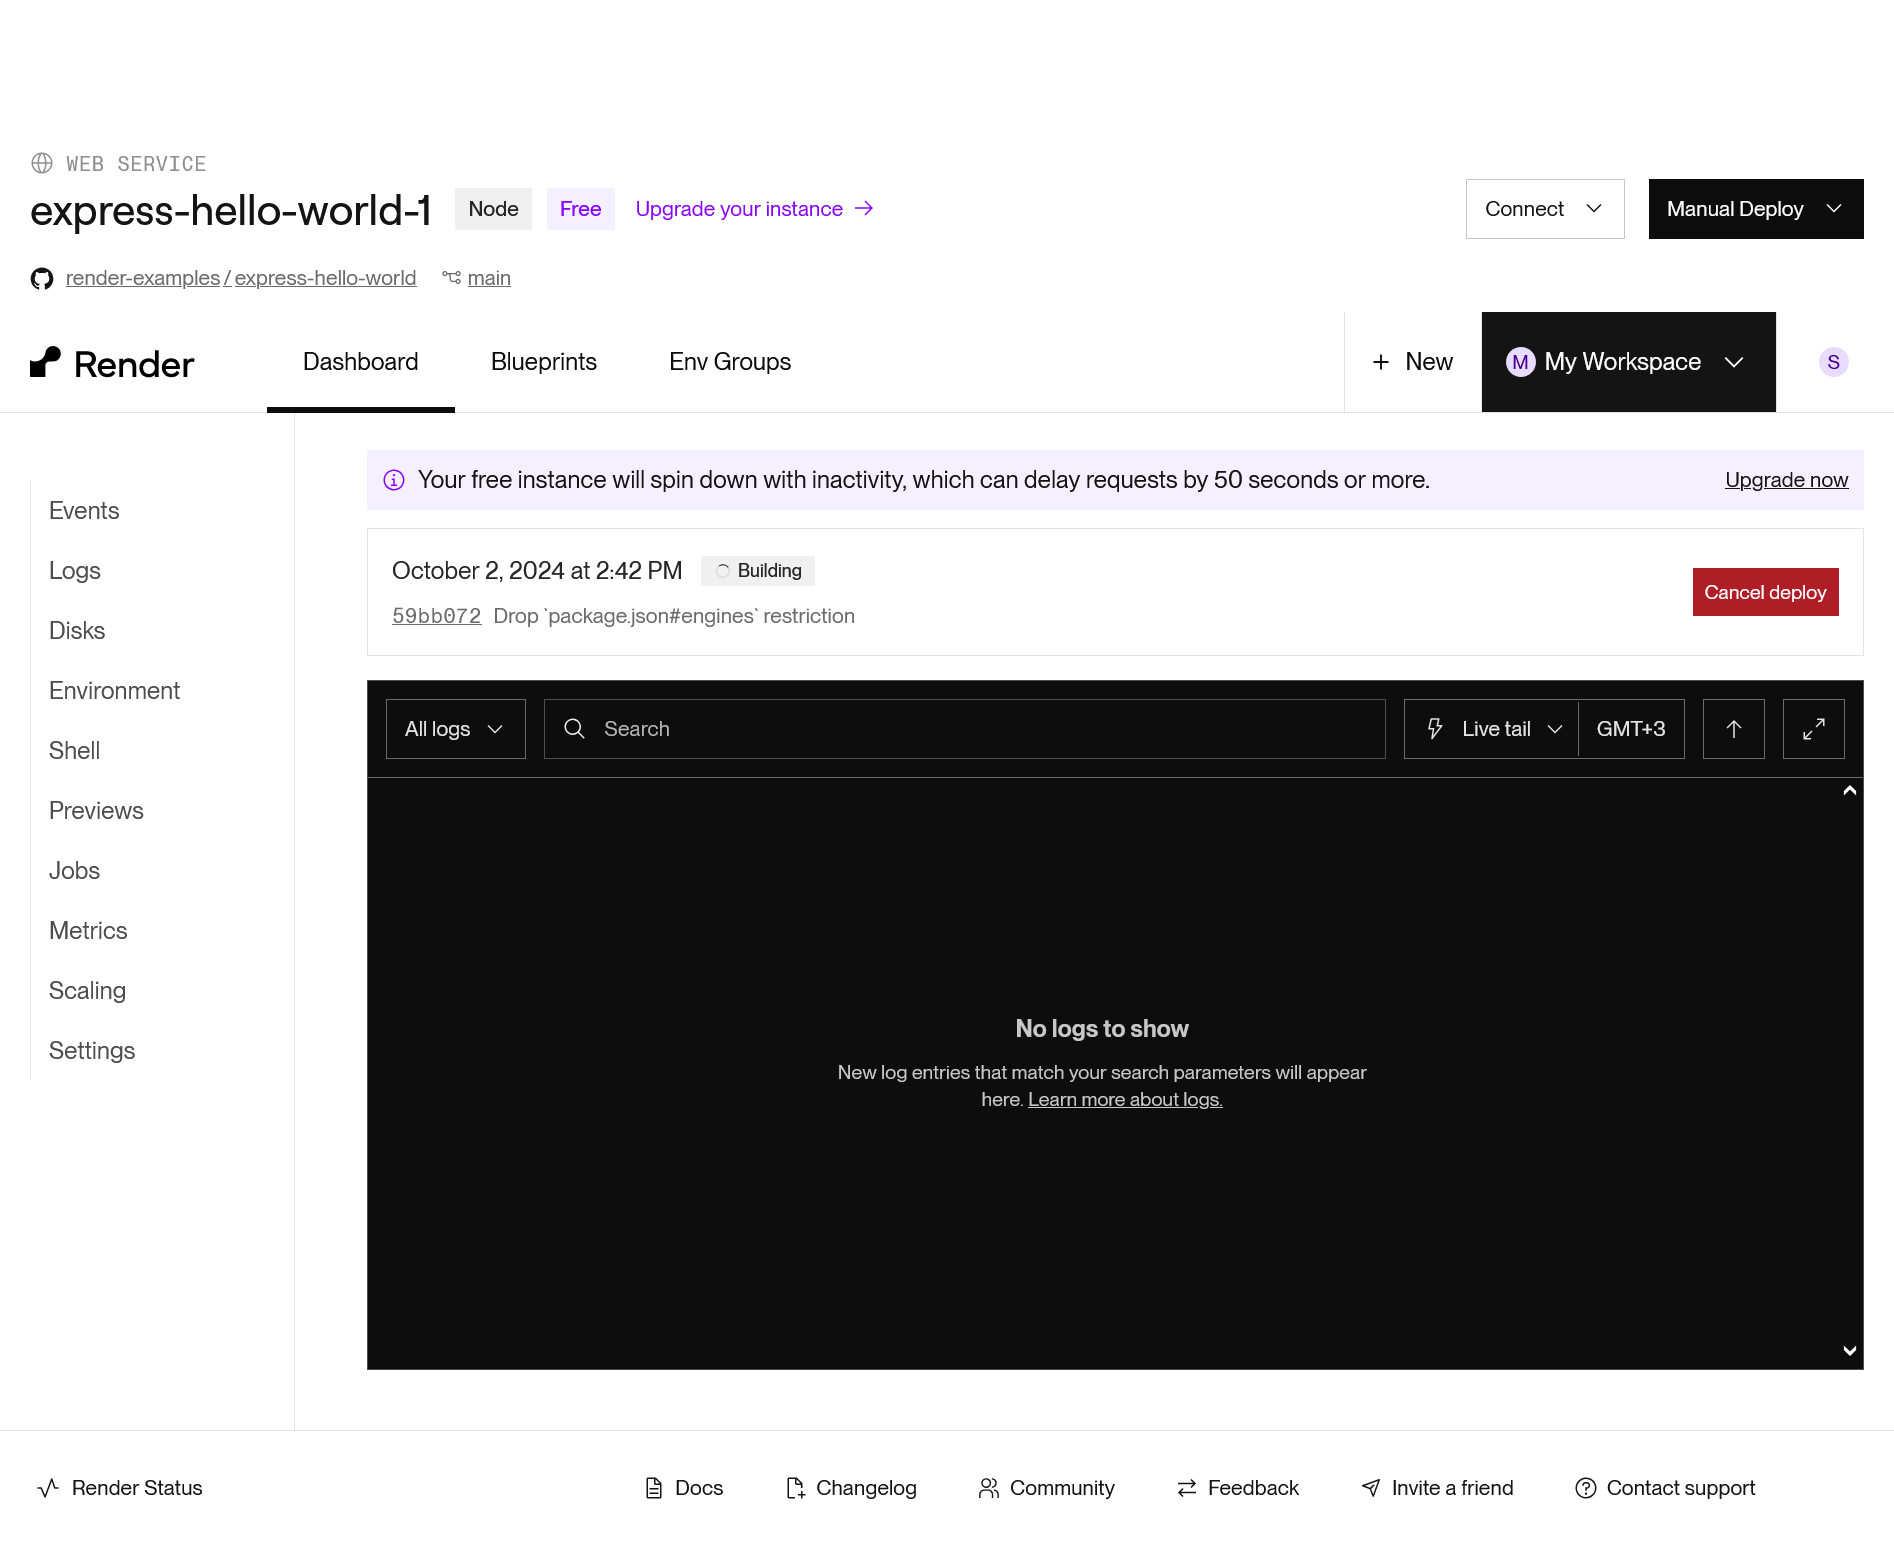 WEB SERVICE
express-hello-world-1 Node Free Upgrade your instance Connect Manual Deploy
render-examples / express-hello-world main
Render Dashboard Blueprints Env Groups + New M My Workspace S
Your free instance will spin down with inactivity, which can delay requests by 50 seconds or more. Upgrade now
Events
Logs
Disks
Environment
Shell
Previews
Jobs
Metrics
Scaling
Settings
October 2, 2024 at 2:42 PM Building
59bb072 Drop `package.json#engines` restriction
Cancel deploy
All logs Search Live tail GMT+3
No logs to show
New log entries that match your search parameters will appear
here. Learn more about logs.
Render Status Docs Changelog Community Feedback Invite a friend Contact support